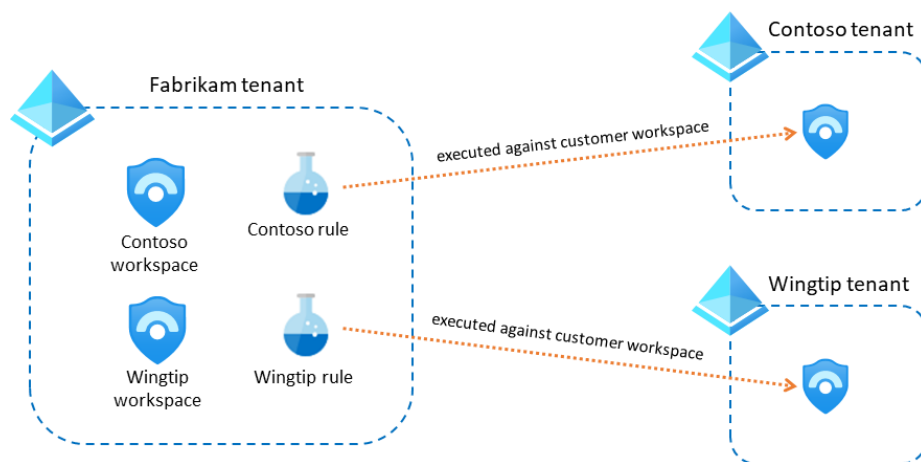 Contoso tenant
Fabrikam tenant
executed against customer workspace
Contoso
workspace
Contoso rule
Wingtip tenant
executed against customer workspace
Wingtip
workspace
Wingtip rule